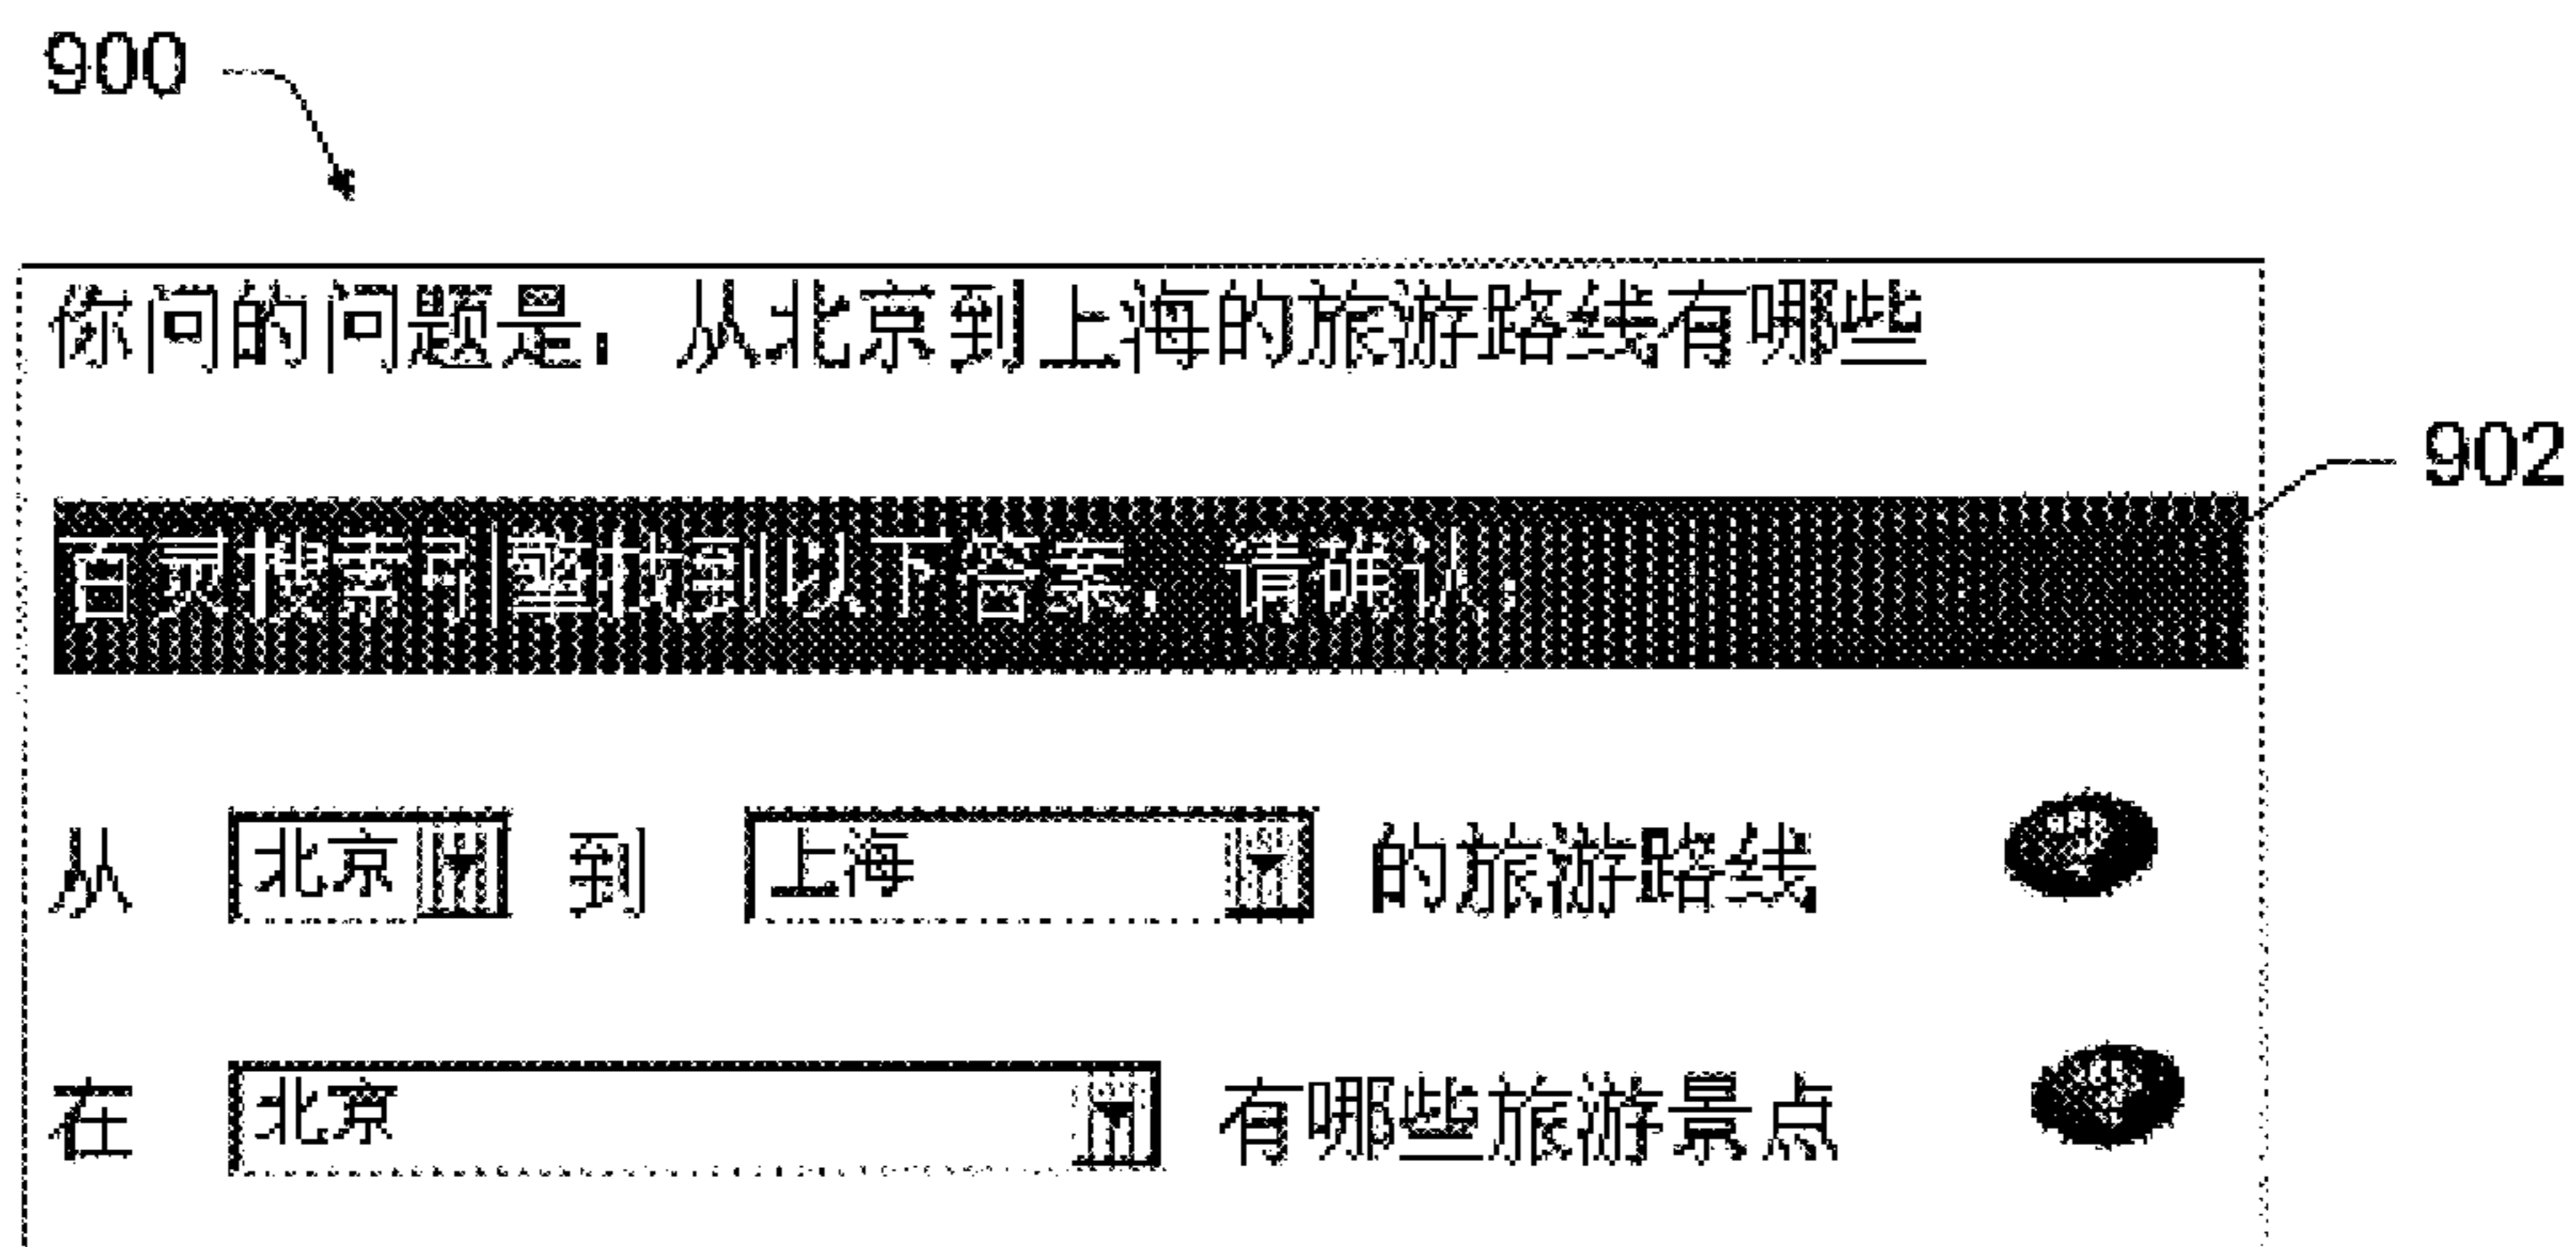 900
你问的问题是: 从北京到上海的旅游路线有哪些
902
百灵搜索引擎找到以下答案, 请确认:
从 北京 到 上海 的旅游路线
在 北京 有哪些旅游景点